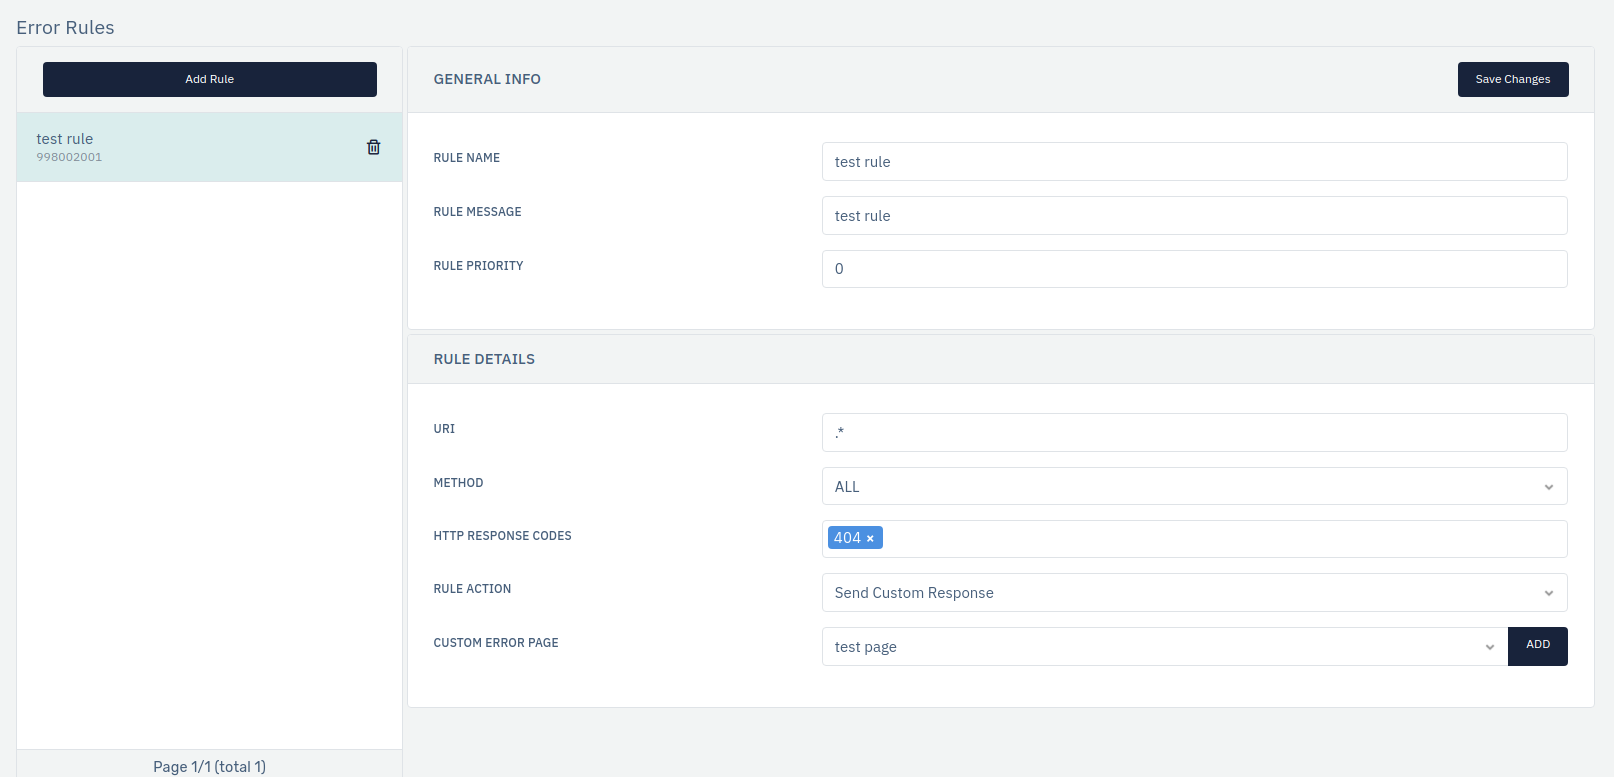 Error Rules
Add Rule
test rule
998002001
Page 1/1 (total 1)
GENERAL INFO
Save Changes
RULE NAME
test rule
RULE MESSAGE
test rule
RULE PRIORITY
0
RULE DETAILS
URI
.*
METHOD
ALL
HTTP RESPONSE CODES
404 ×
RULE ACTION
Send Custom Response
CUSTOM ERROR PAGE
test page
ADD